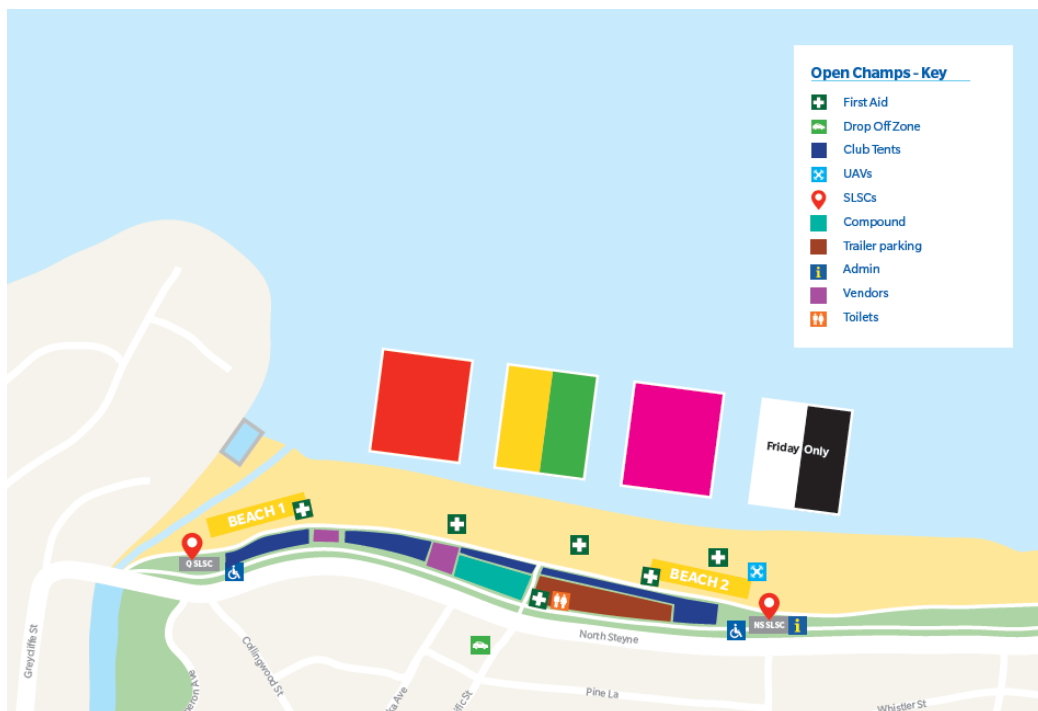 Open Champs - Key
First Aid
Drop Off Zone
Club Tents
UAVs
SLSCs
Compound
Trailer parking
Admin
Vendors
Toilets
Friday Only
BEACH 1
Q SLSC
BEACH 2
NS SLSC
North Steyne
Greycliffe St
Collingwood St
Pine La
Whistler St